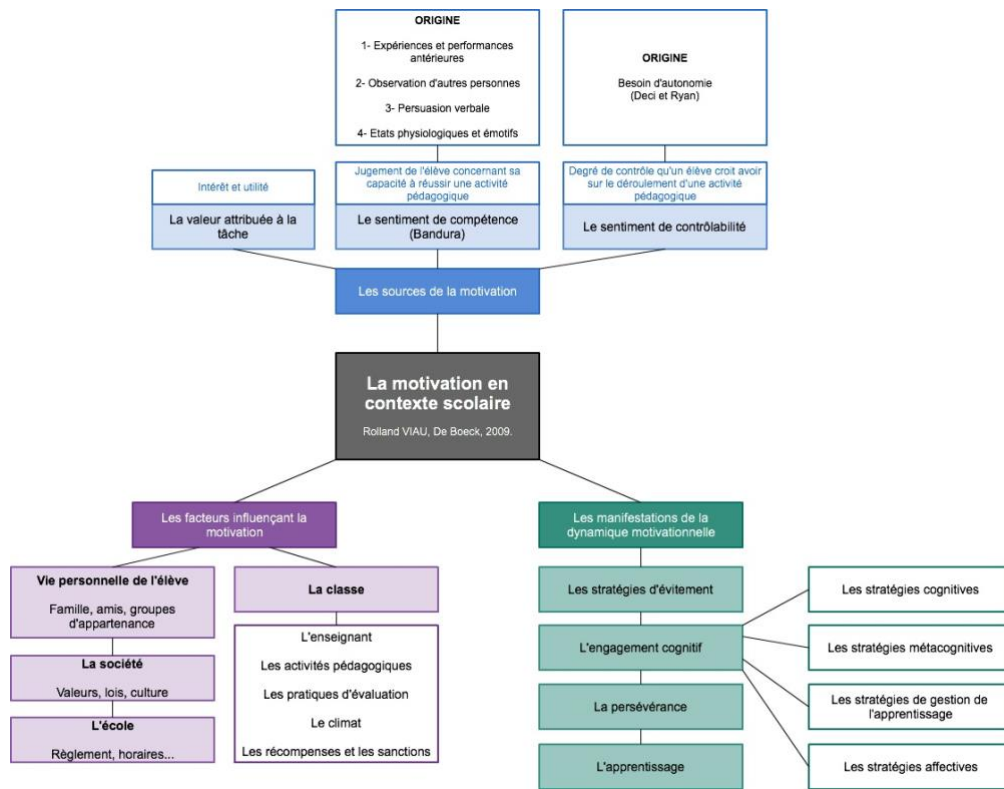 ORIGINE
1- Expériences et performances
antérieures
2- Observation d'autres personnes
3- Persuasion verbale
4- Etats physiologiques et émotifs
ORIGINE
Besoin d'autonomie
(Deci et Ryan)
Intérêt et utilité
La valeur attribuée à la
tâche
Jugement de l'élève concernant sa
capacité à réussir une activité
pédagogique
Le sentiment de compétence
(Bandura)
Degré de contrôle qu'un élève croit avoir
sur le déroulement d'une activité
pédagogique
Le sentiment de contrôlabilité
Les sources de la motivation
La motivation en
contexte scolaire
Rolland VIAU, De Boeck, 2009.
Les facteurs influençant la
motivation
Vie personnelle de l'élève
Famille, amis, groupes
d'appartenance
La société
Valeurs, lois, culture
L'école
Règlement, horaires...
La classe
L'enseignant
Les activités pédagogiques
Les pratiques d'évaluation
Le climat
Les récompenses et les sanctions
Les manifestations de la
dynamique motivationnelle
Les stratégies d'évitement
L'engagement cognitif
La persévérance
L'apprentissage
Les stratégies cognitives
Les stratégies métacognitives
Les stratégies de gestion de
l'apprentissage
Les stratégies affectives